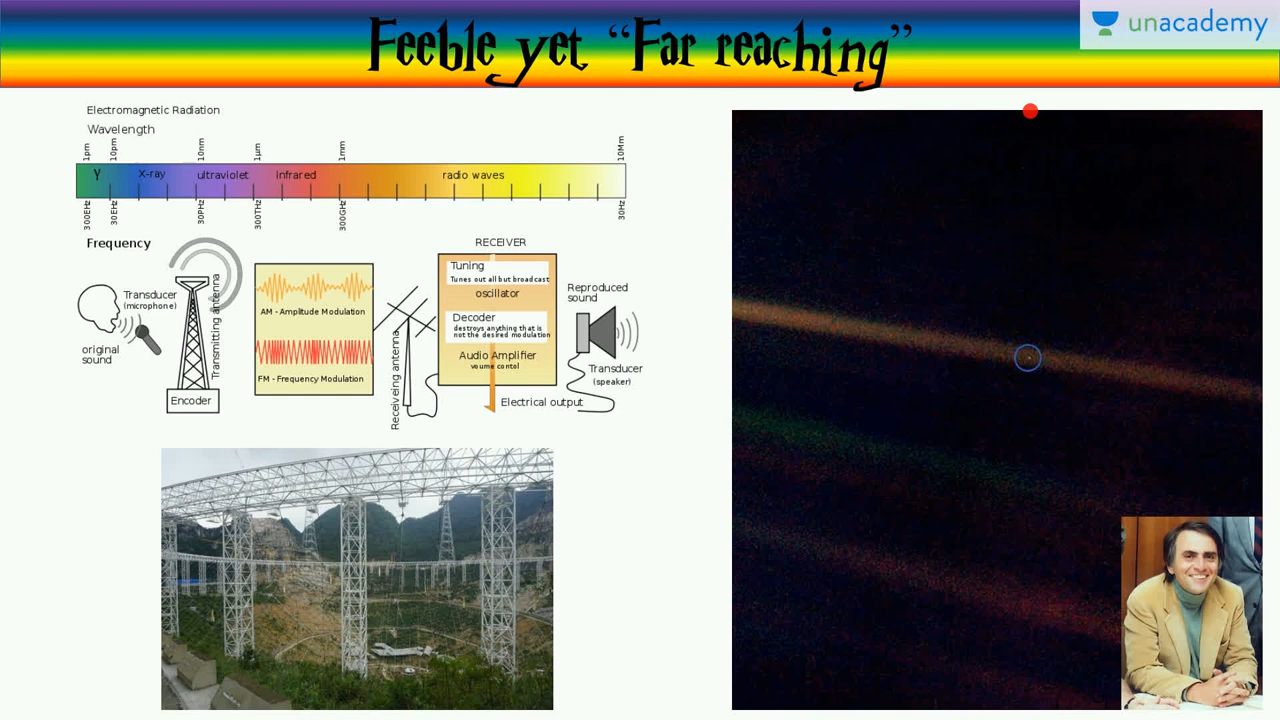 Feeble yet “Far reaching”
unacademy
Electromagnetic Radiation
Wavelength
1pm
10pm
10nm
1μm
1mm
10Mm
γ
X-ray
ultraviolet
infrared
radio waves
300EHz
30EHz
30PHz
300THz
300GHz
30Hz
Frequency
original
sound
Transducer
(microphone)
Transmitting antenna
Encoder
AM - Amplitude Modulation
FM - Frequency Modulation
Receiveing antenna
RECEIVER
Tuning
Tunes out all but broadcast
oscillator
Decoder
destroys anything that is
not the desired modulation
Audio Amplifier
voume contol
Electrical output
Reproduced
sound
Transducer
(speaker)